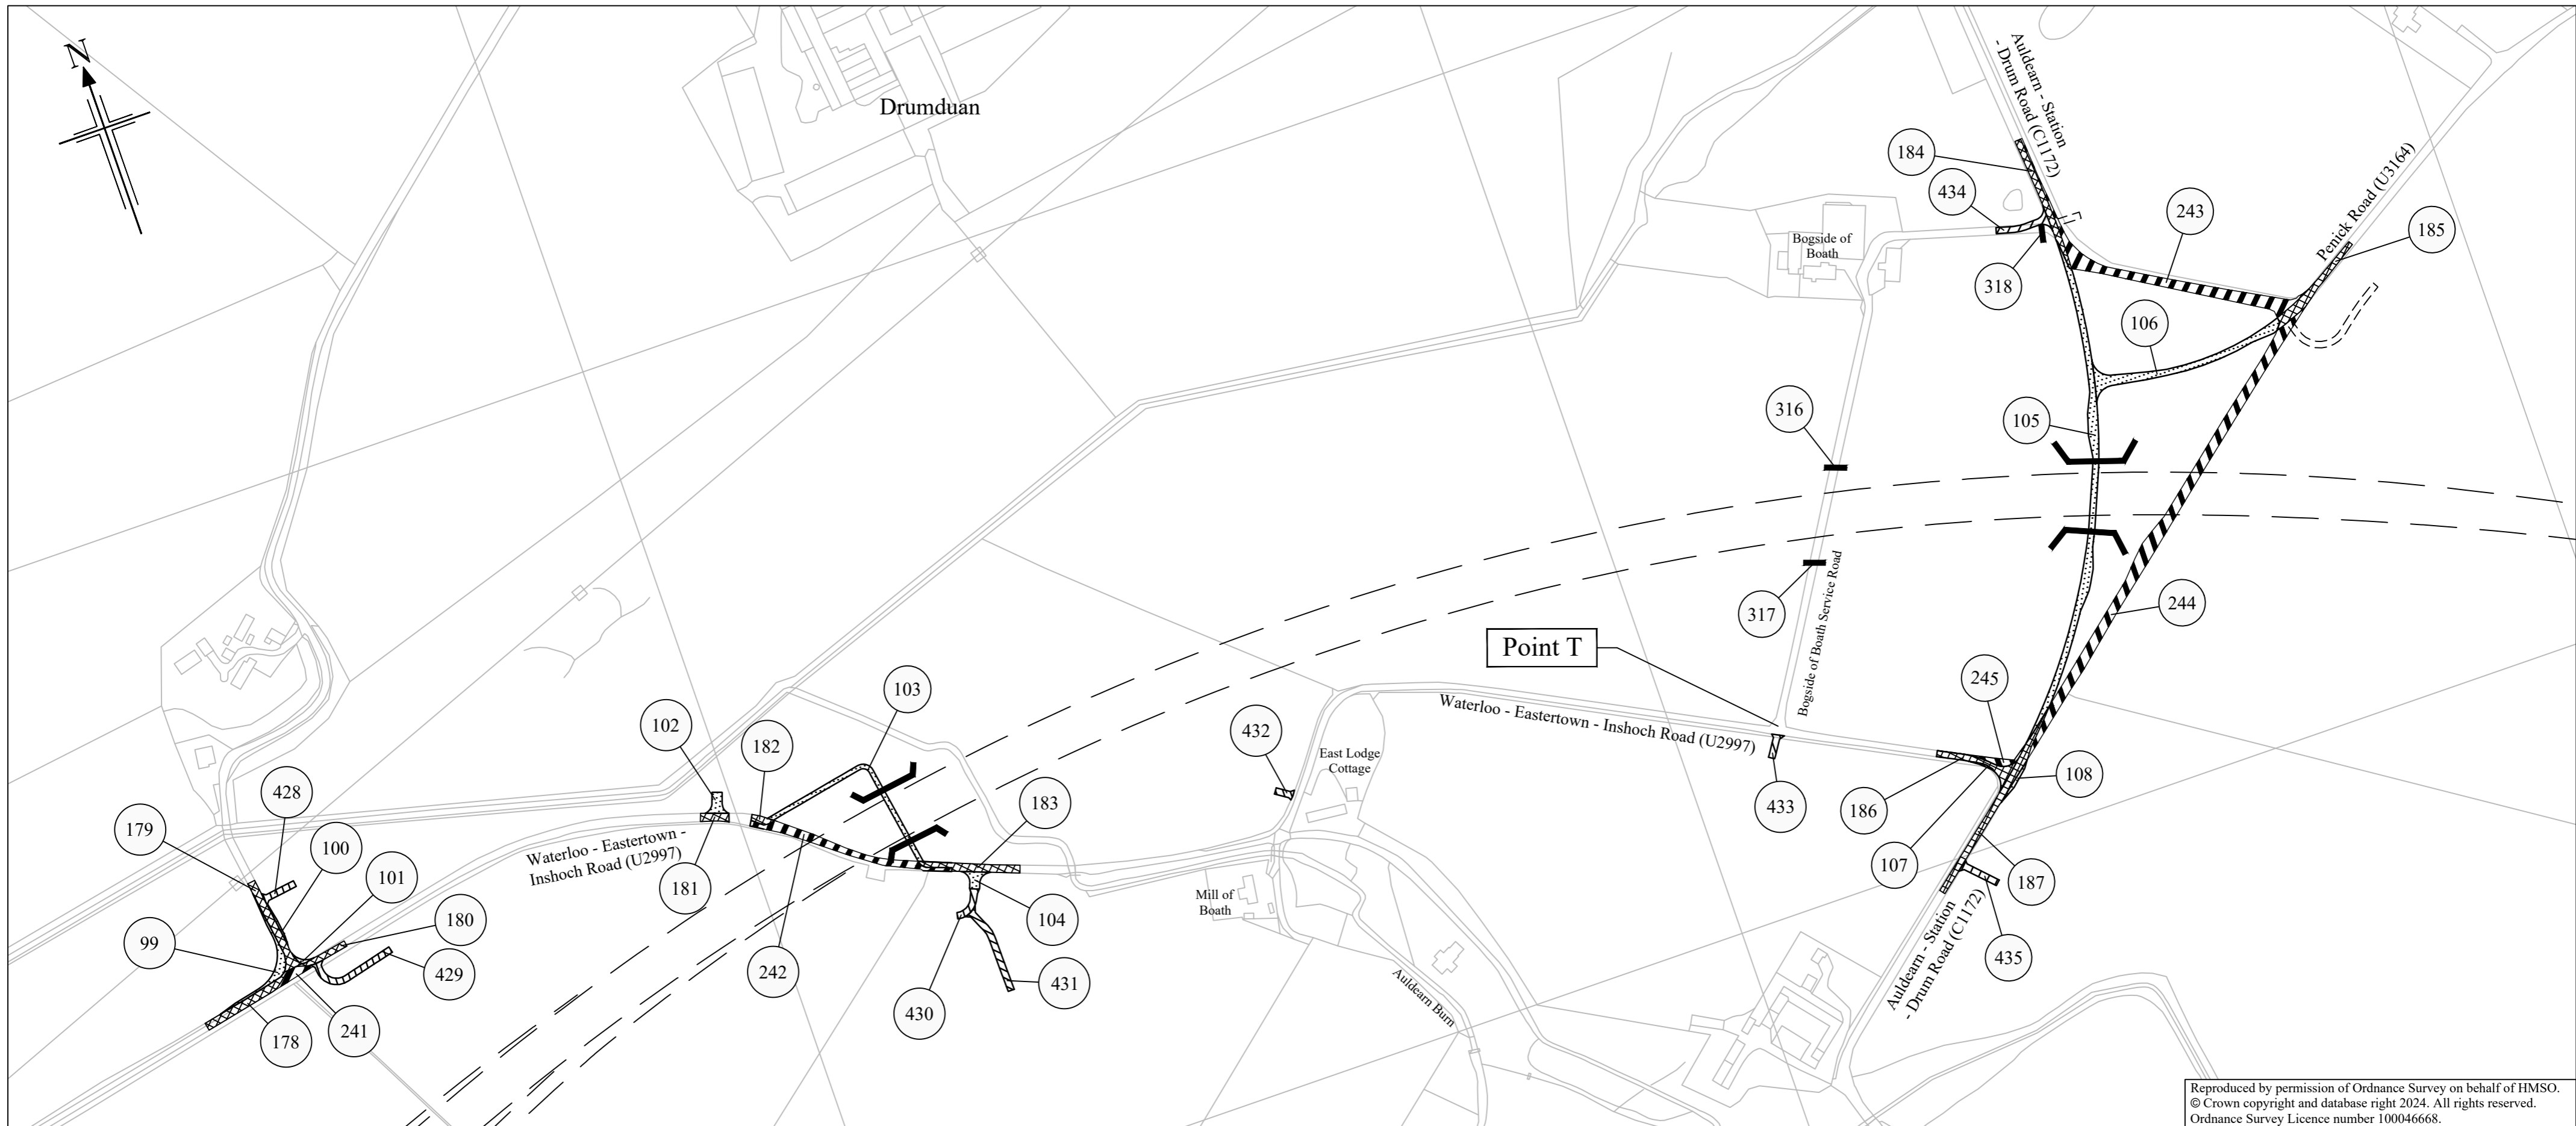 N
Drumduan
Auldearn - Station
- Drum Road (C1172)
184
434
Penick Road (U3164)
243
185
Bogside of
Boath
318
106
316
105
317
Bogside of Boath Service Road
244
Point T
103
102
182
432
Waterloo - Eastertown - Inshoch Road (U2997)
245
East Lodge
Cottage
428
183
433
186
108
179
100
Waterloo - Eastertown -
Inshoch Road (U2997)
101
181
107
187
Mill of
Boath
99
180
104
Auldearn - Station
- Drum Road (C1172)
435
429
242
431
430
Auldearn Burn
178
241
Reproduced by permission of Ordnance Survey on behalf of HMSO.
© Crown copyright and database right 2024. All rights reserved.
Ordnance Survey Licence number 100046668.